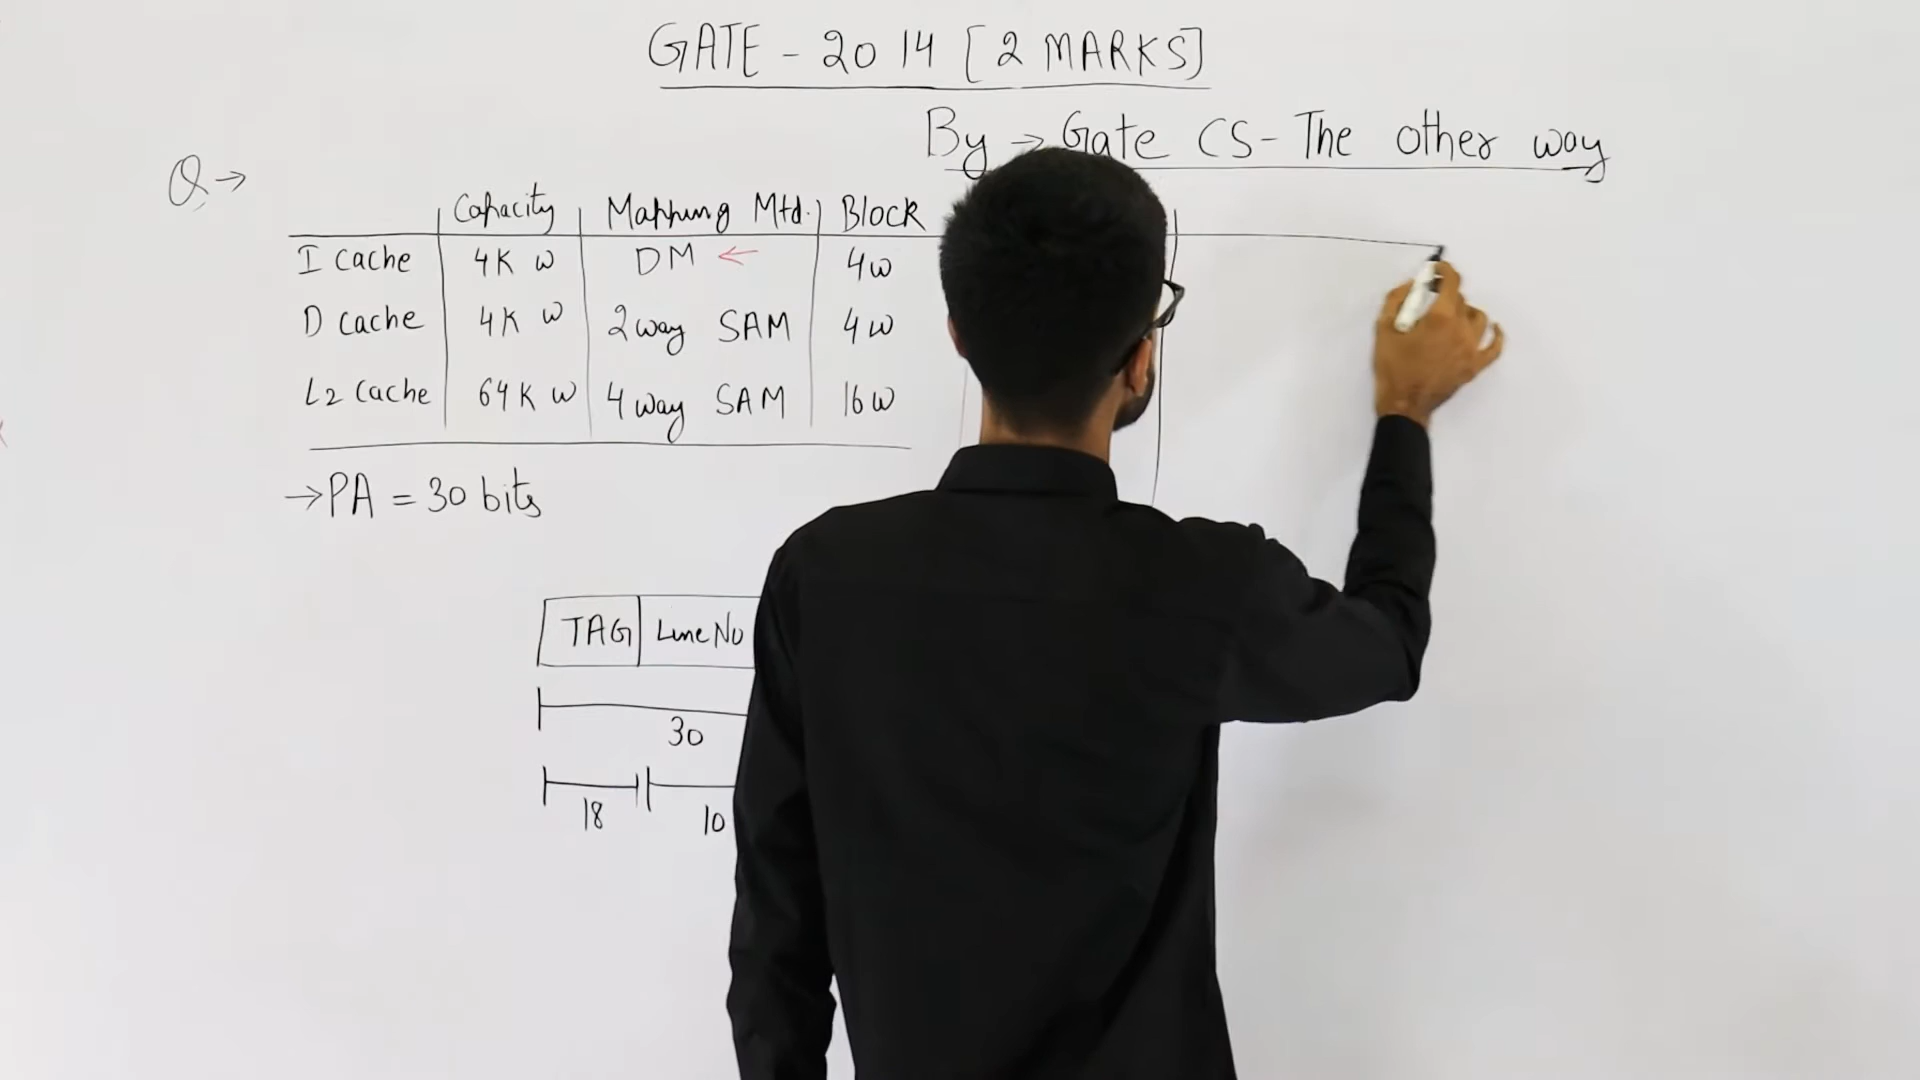 GATE - 2014 [2 MARKS]
By → Gate CS - The other way
Q →
Capacity Mapping Mtd. Block
I cache 4K W DM ← 4W
D cache 4K W 2 way SAM 4W
L2 cache 64K W 4 way SAM 16W
→ PA = 30 bits
TAG Line No
30
18 10